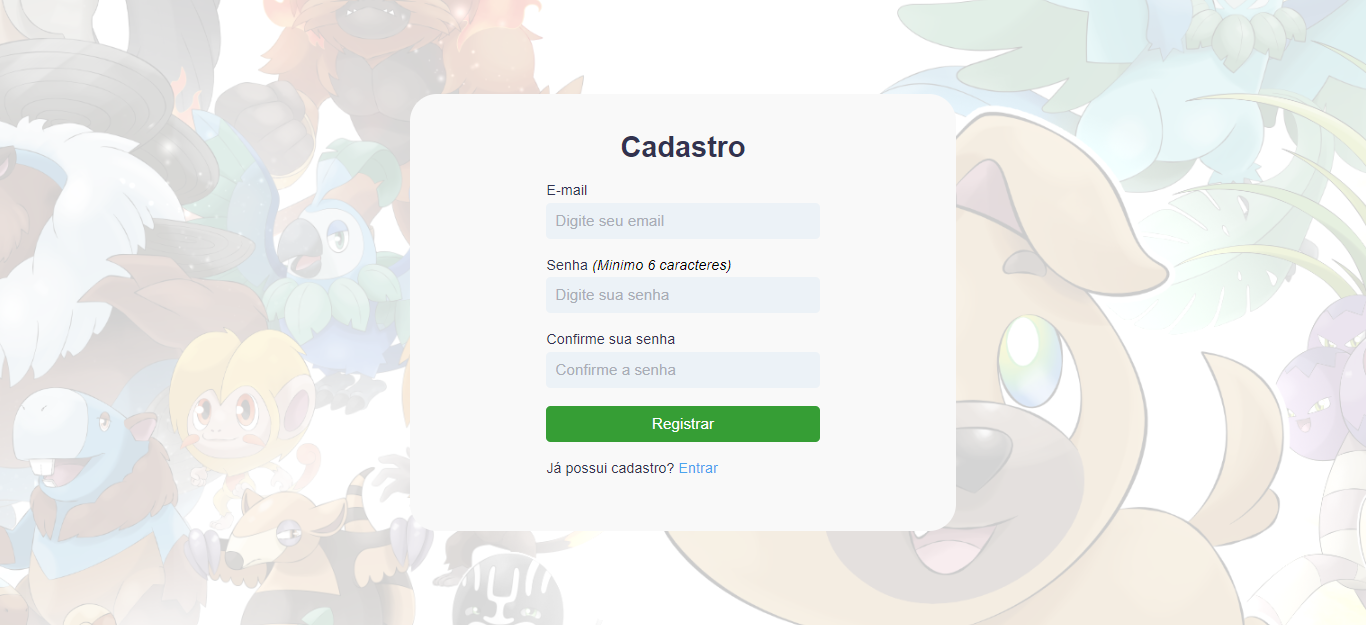 Cadastro
E-mail
Digite seu email
Senha (Minimo 6 caracteres)
Digite sua senha
Confirme sua senha
Confirme a senha
Registrar
Já possui cadastro? Entrar